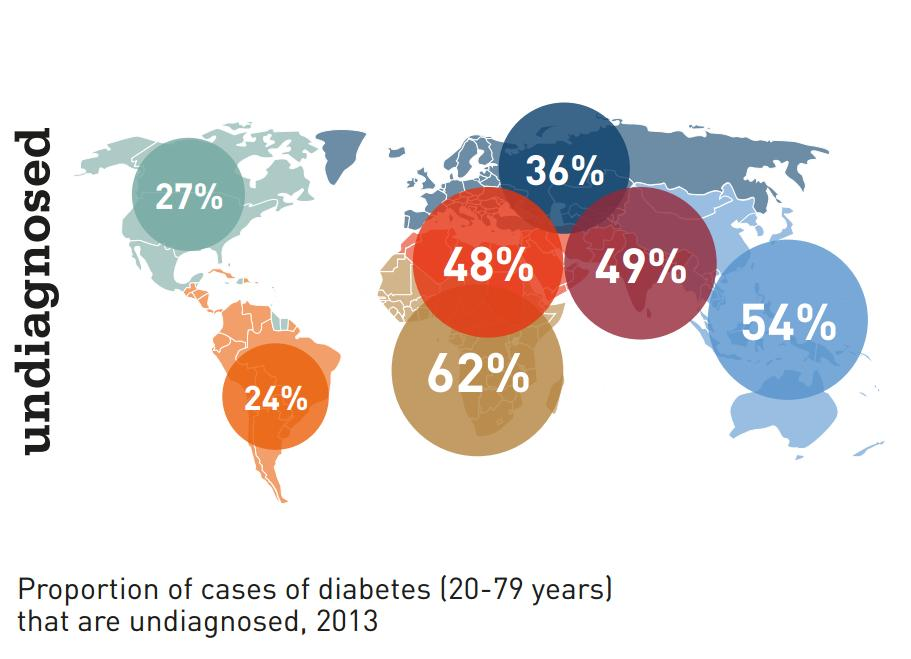 undiagnosed
36%
27%
48%
49%
54%
62%
24%
Proportion of cases of diabetes (20-79 years)
that are undiagnosed, 2013